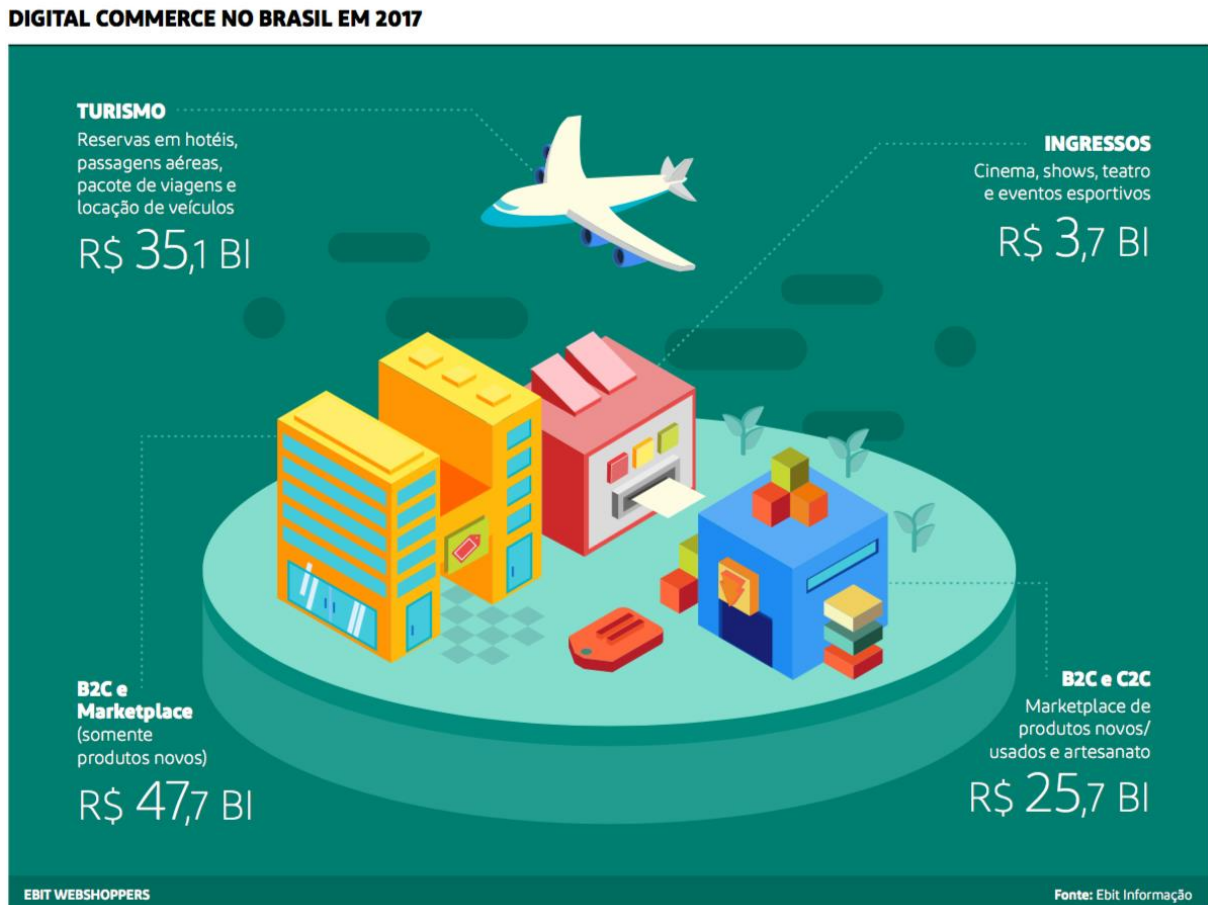 DIGITAL COMMERCE NO BRASIL EM 2017
TURISMO
Reservas em hotéis,
passagens aéreas,
pacote de viagens e
locação de veículos
R$ 35,1 BI
INGRESSOS
Cinema, shows, teatro
e eventos esportivos
R$ 3,7 BI
B2C e
Marketplace
(somente
produtos novos)
R$ 47,7 BI
B2C e C2C
Marketplace de
produtos novos/
usados e artesanato
R$ 25,7 BI
EBIT WEBSHOPPERS
Fonte: Ebit Informação